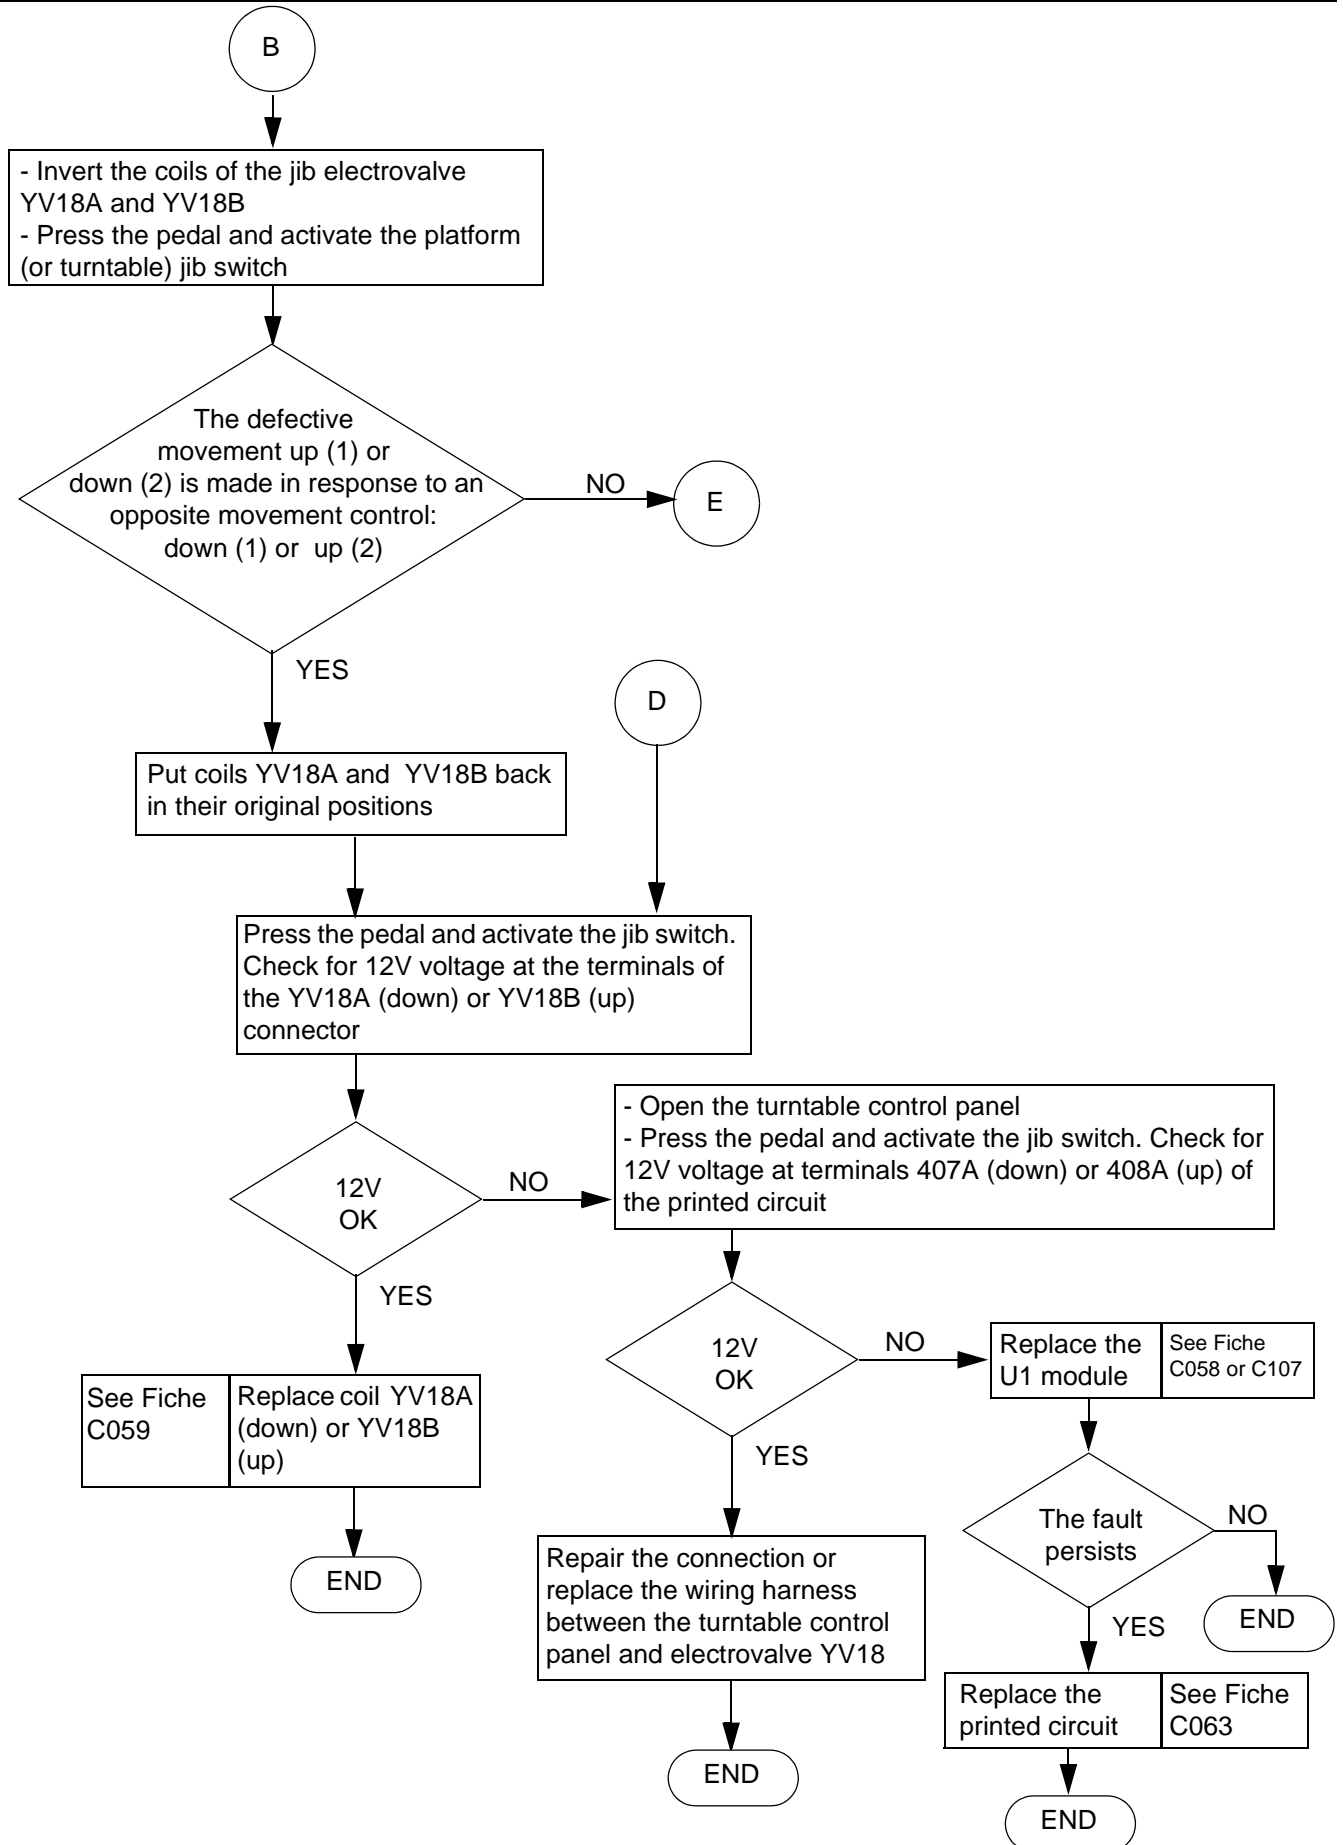 B
- Invert the coils of the jib electrovalve
YV18A and YV18B
- Press the pedal and activate the platform
(or turntable) jib switch
The defective
movement up (1) or
down (2) is made in response to an
opposite movement control:
down (1) or up (2)
NO
E
YES
D
Put coils YV18A and YV18B back
in their original positions
Press the pedal and activate the jib switch.
Check for 12V voltage at the terminals of
the YV18A (down) or YV18B (up)
connector
12V
OK
NO
- Open the turntable control panel
- Press the pedal and activate the jib switch. Check for
12V voltage at terminals 407A (down) or 408A (up) of
the printed circuit
YES
See Fiche
C059
Replace coil YV18A
(down) or YV18B
(up)
END
12V
OK
NO
Replace the
U1 module
See Fiche
C058 or C107
YES
Repair the connection or
replace the wiring harness
between the turntable control
panel and electrovalve YV18
END
The fault
persists
NO
END
YES
Replace the
printed circuit
See Fiche
C063
END